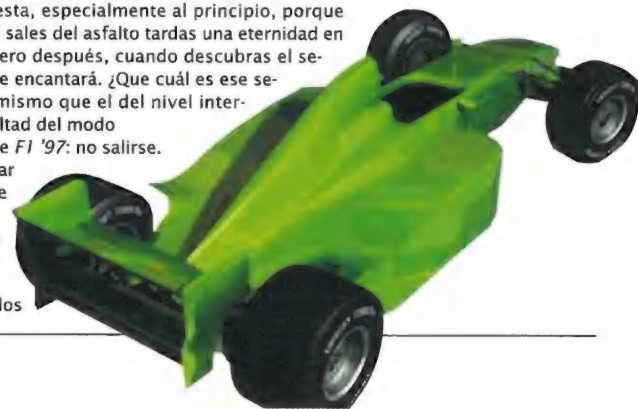 esta, especialmente al principio, porque
sales del asfalto tardas una eternidad en
ero después, cuando descubras el se-
e encantará. ¿Que cuál es ese se-
mismo que el del nivel inter-
ltad del modo
e F1 '97: no salirse.
ar
e
los